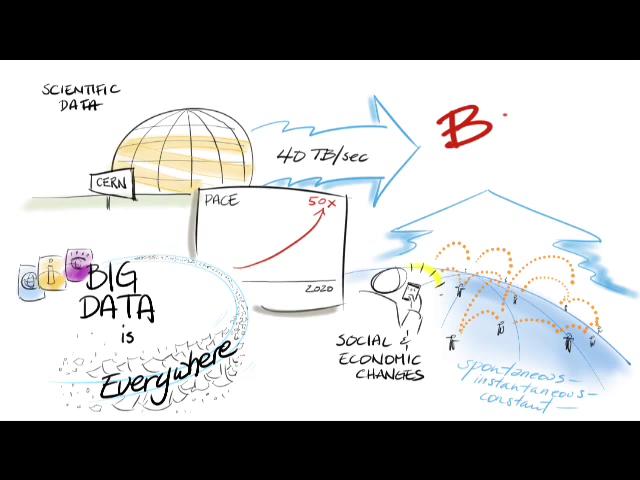 SCIENTIFIC
DATA
CERN
40 TB/sec
B
PACE
50x
2020
BIG
DATA
is
Everywhere
SOCIAL &
ECONOMIC
CHANGES
spontaneous—
instantaneous—
constant—